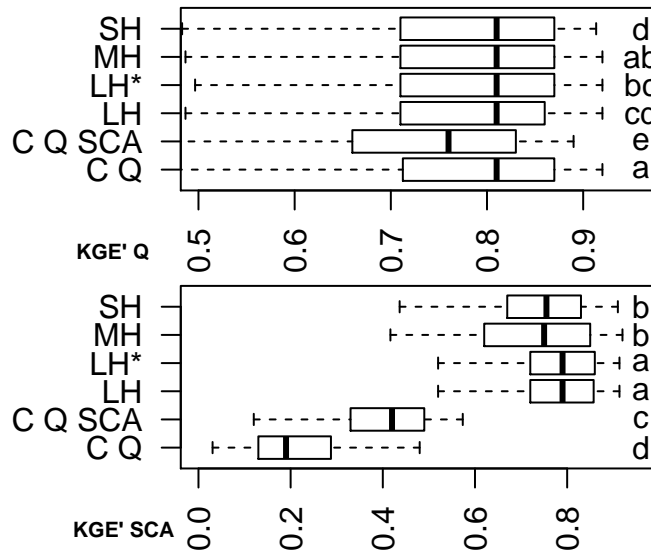 SH d
MH ab
LH* bc
LH cd
C Q SCA e
C Q a
KGE' Q 0.5 0.6 0.7 0.8 0.9
SH b
MH b
LH* a
LH a
C Q SCA c
C Q d
KGE' SCA 0.0 0.2 0.4 0.6 0.8